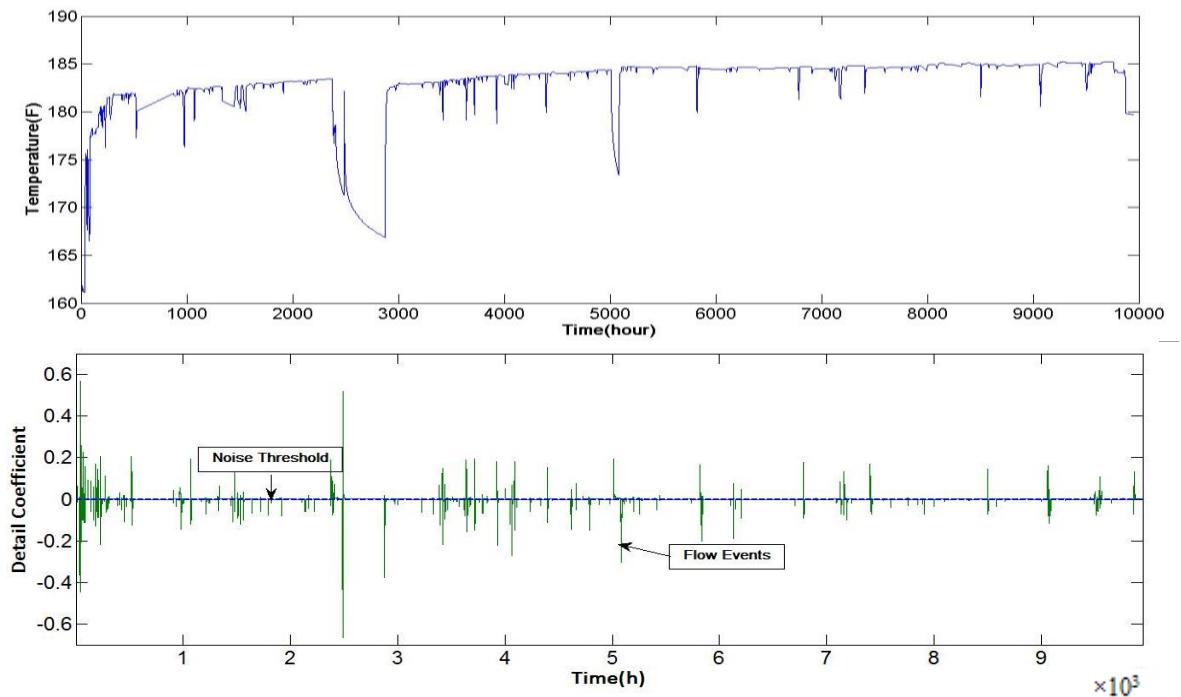 190
185
180
175
170
165
160
Temperature(F)
0 1000 2000 3000 4000 5000 6000 7000 8000 9000 10000
Time(hour)
0.6
0.4
0.2
0
-0.2
-0.4
-0.6
Detail Coefficient
Noise Threshold
Flow Events
1 2 3 4 5 6 7 8 9
Time(h)
×10³